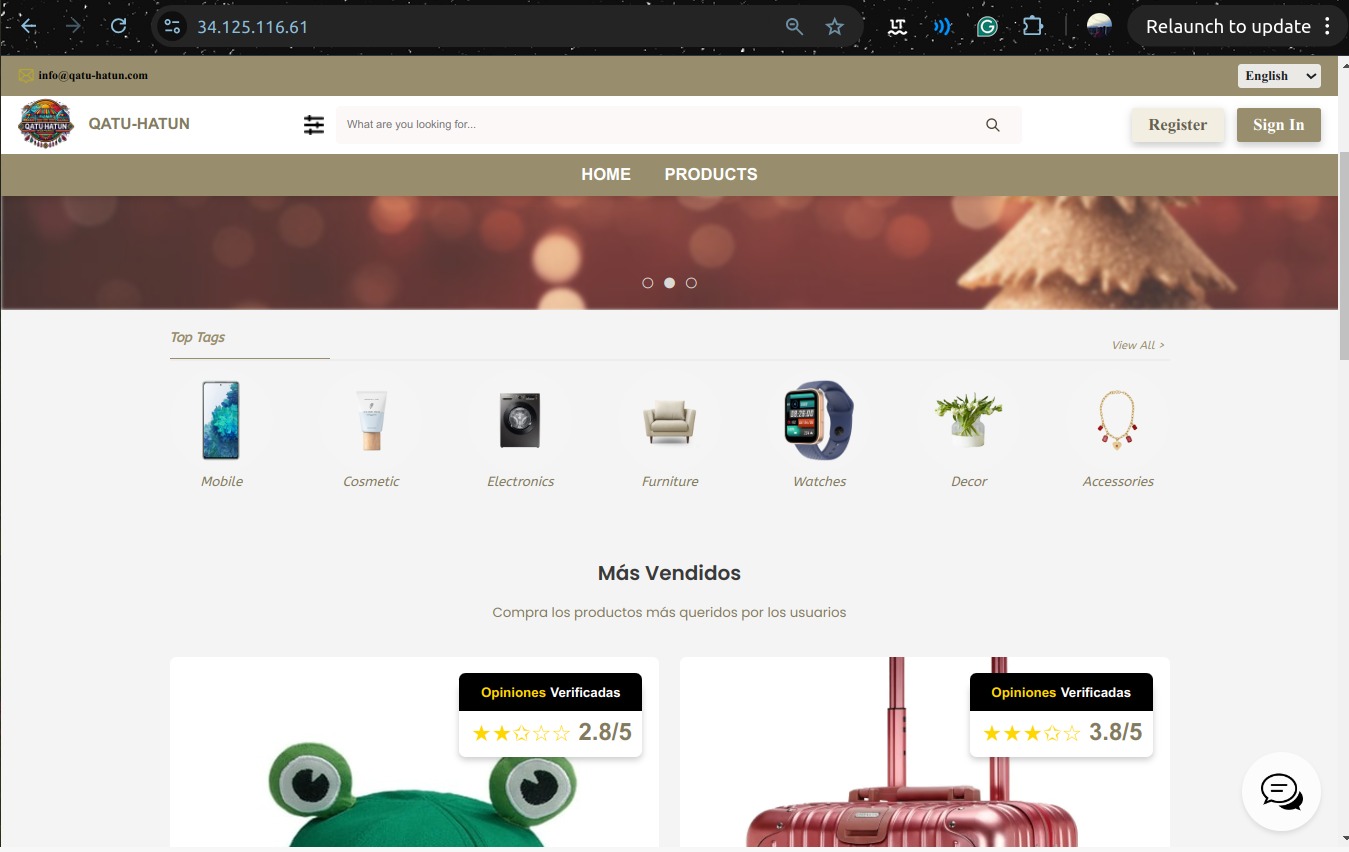 34.125.116.61
Relaunch to update
info@qatu-hatun.com
English
QATU HATUN
QATU-HATUN
What are you looking for...
Register
Sign In
HOME PRODUCTS
Top Tags
View All >
Mobile Cosmetic Electronics Furniture Watches Decor Accessories
Más Vendidos
Compra los productos más queridos por los usuarios
Opiniones Verificadas
2.8/5
Opiniones Verificadas
3.8/5